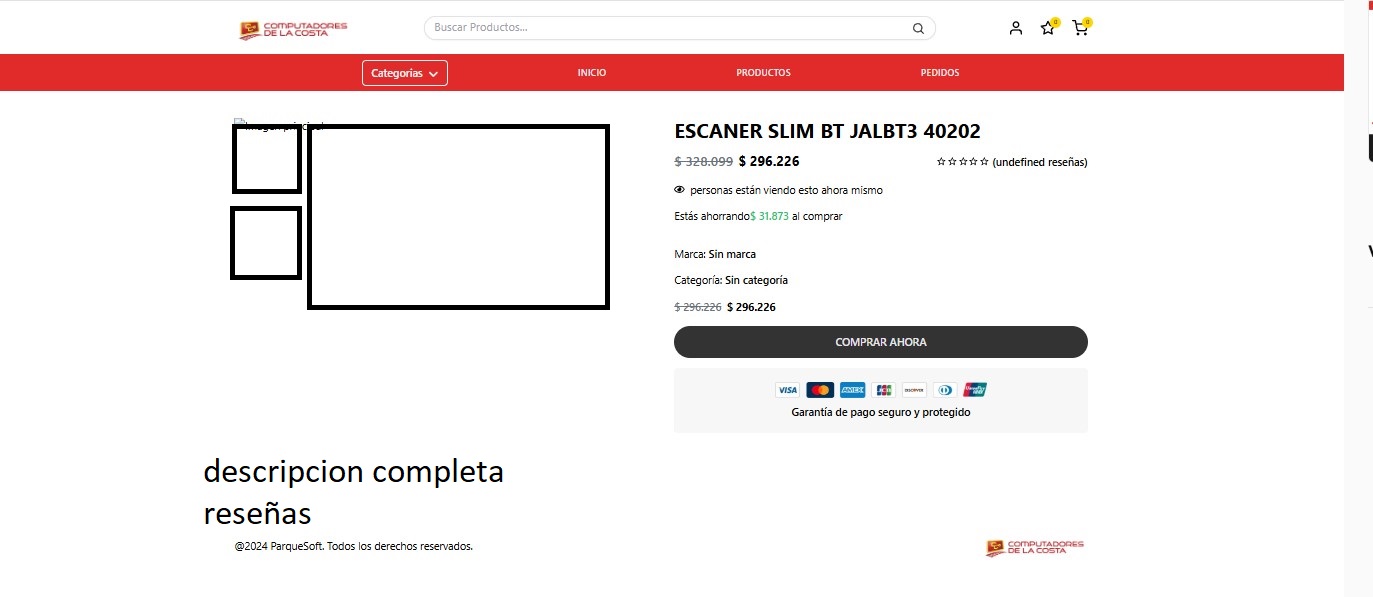 COMPUTADORES
DE LA COSTA
Buscar Productos...
0
0
Categorías
INICIO
PRODUCTOS
PEDIDOS
Imagen principal
ESCANER SLIM BT JALBT3 40202
$ 328.099 $ 296.226
(undefined reseñas)
personas están viendo esto ahora mismo
Estás ahorrando$ 31.873 al comprar
Marca: Sin marca
Categoría: Sin categoría
$ 296.226 $ 296.226
COMPRAR AHORA
VISA
AMEX
JCB
DISCOVER
Garantía de pago seguro y protegido
descripcion completa
reseñas
@2024 ParqueSoft. Todos los derechos reservados.
COMPUTADORES
DE LA COSTA